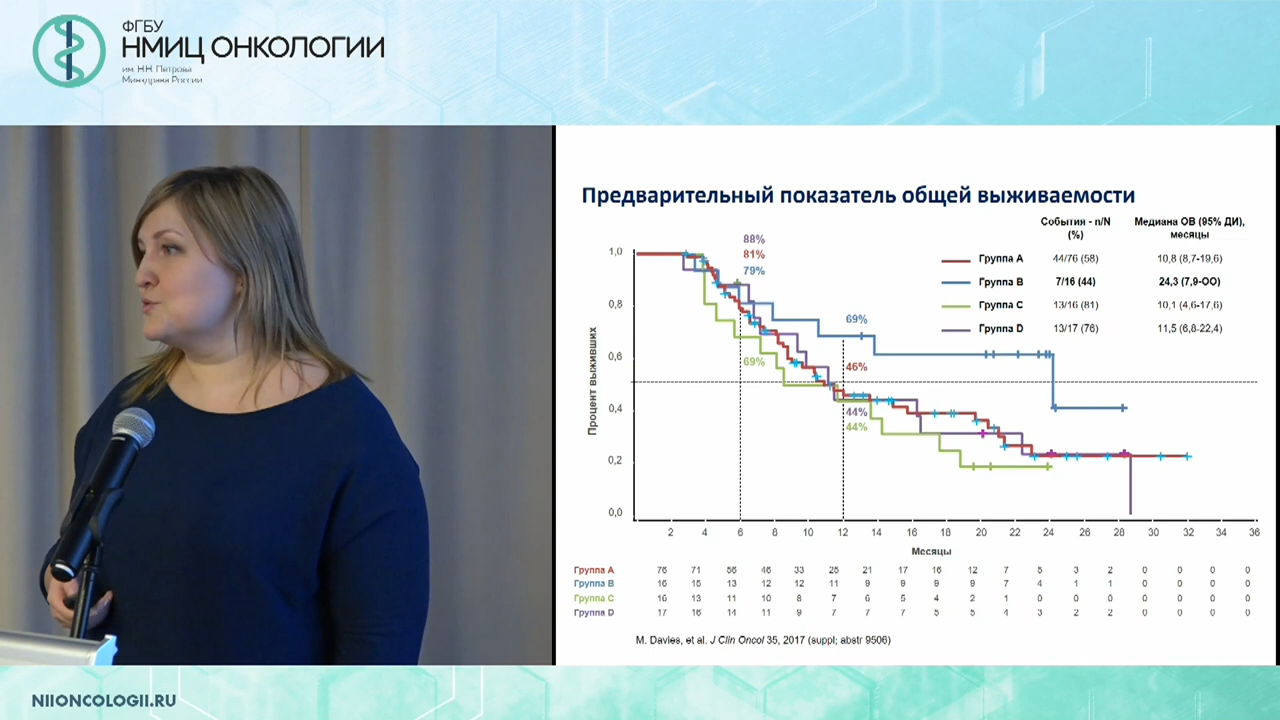 ФГБУ
НМИЦ ОНКОЛОГИИ
им. Н.Н. Петрова
Минздрава России
Предварительный показатель общей выживаемости
События - n/N (%)
Медиана ОВ (95% ДИ), месяцы
Группа A 44/76 (58) 10,8 (8,7-19,6)
Группа B 7/16 (44) 24,3 (7,9-ОО)
Группа C 13/16 (81) 10,1 (4,6-17,6)
Группа D 13/17 (76) 11,5 (6,8-22,4)
88%
81%
79%
69%
69%
46%
44%
44%
Процент выживших
1,0
0,8
0,6
0,4
0,2
0,0
2 4 6 8 10 12 14 16 18 20 22 24 26 28 30 32 34 36
Месяцы
Группа A 76 71 56 46 33 25 21 17 16 12 7 5 3 2 0 0 0 0
Группа B 16 15 13 12 12 11 9 9 9 9 7 4 1 1 0 0 0 0
Группа C 16 13 11 10 8 7 6 5 4 2 1 0 0 0 0 0 0 0
Группа D 17 16 14 11 9 7 7 7 5 5 4 3 2 2 0 0 0 0
M. Davies, et al. J Clin Oncol 35, 2017 (suppl; abstr 9506)
NIIONCOLOGII.RU